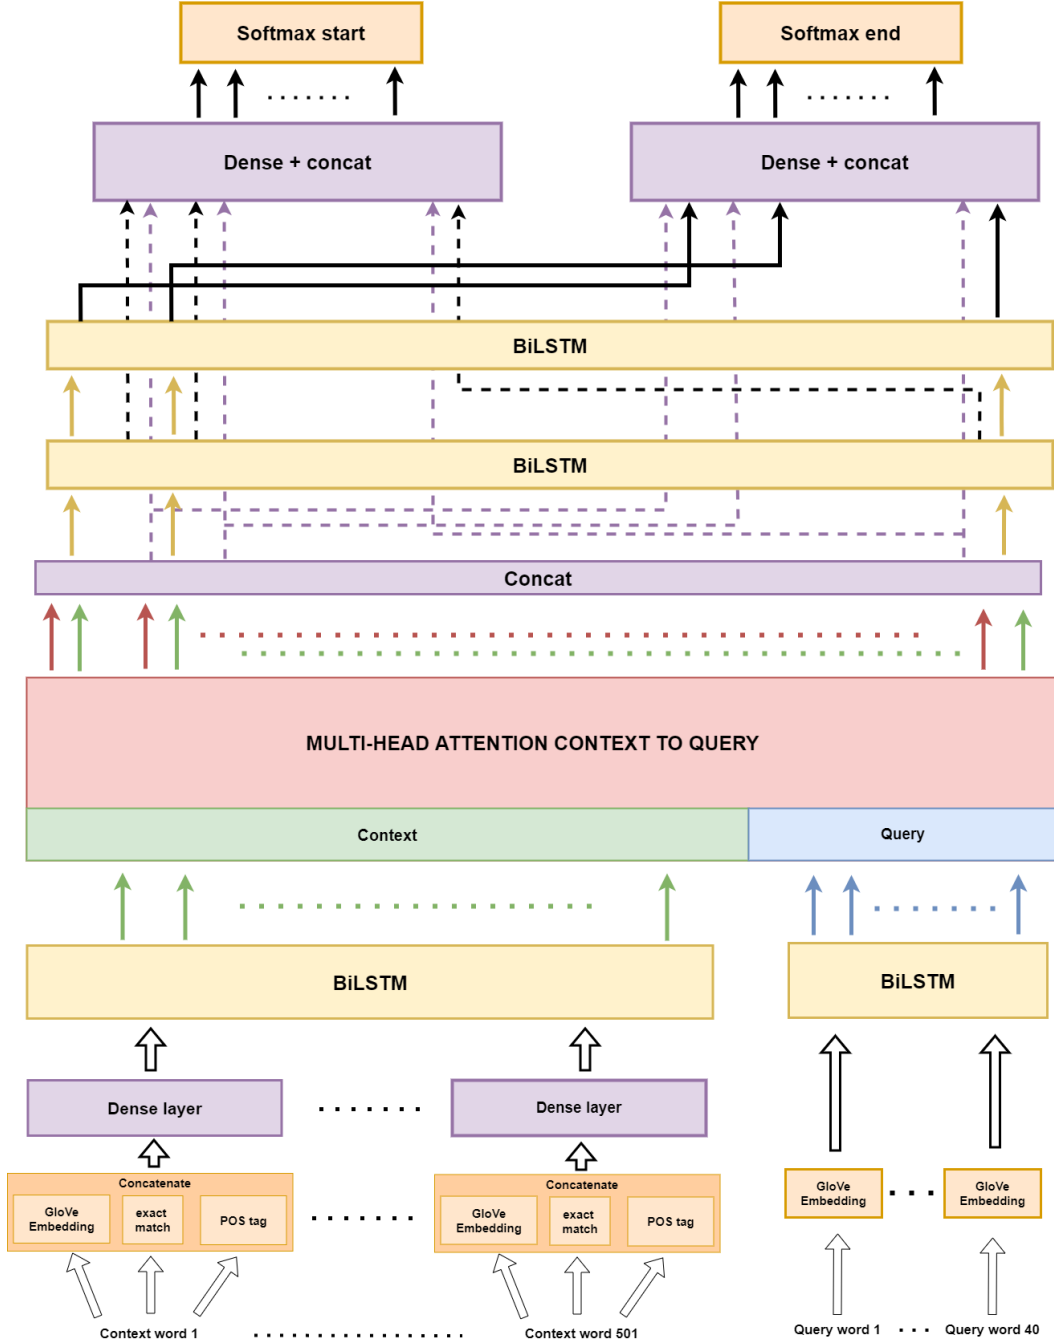 Softmax start
Softmax end
Dense + concat
Dense + concat
BiLSTM
BiLSTM
Concat
MULTI-HEAD ATTENTION CONTEXT TO QUERY
Context
Query
BiLSTM
BiLSTM
Dense layer
Dense layer
Concatenate
GloVe
Embedding
exact
match
POS tag
Concatenate
GloVe
Embedding
exact
match
POS tag
GloVe
Embedding
GloVe
Embedding
Context word 1
Context word 501
Query word 1
Query word 40